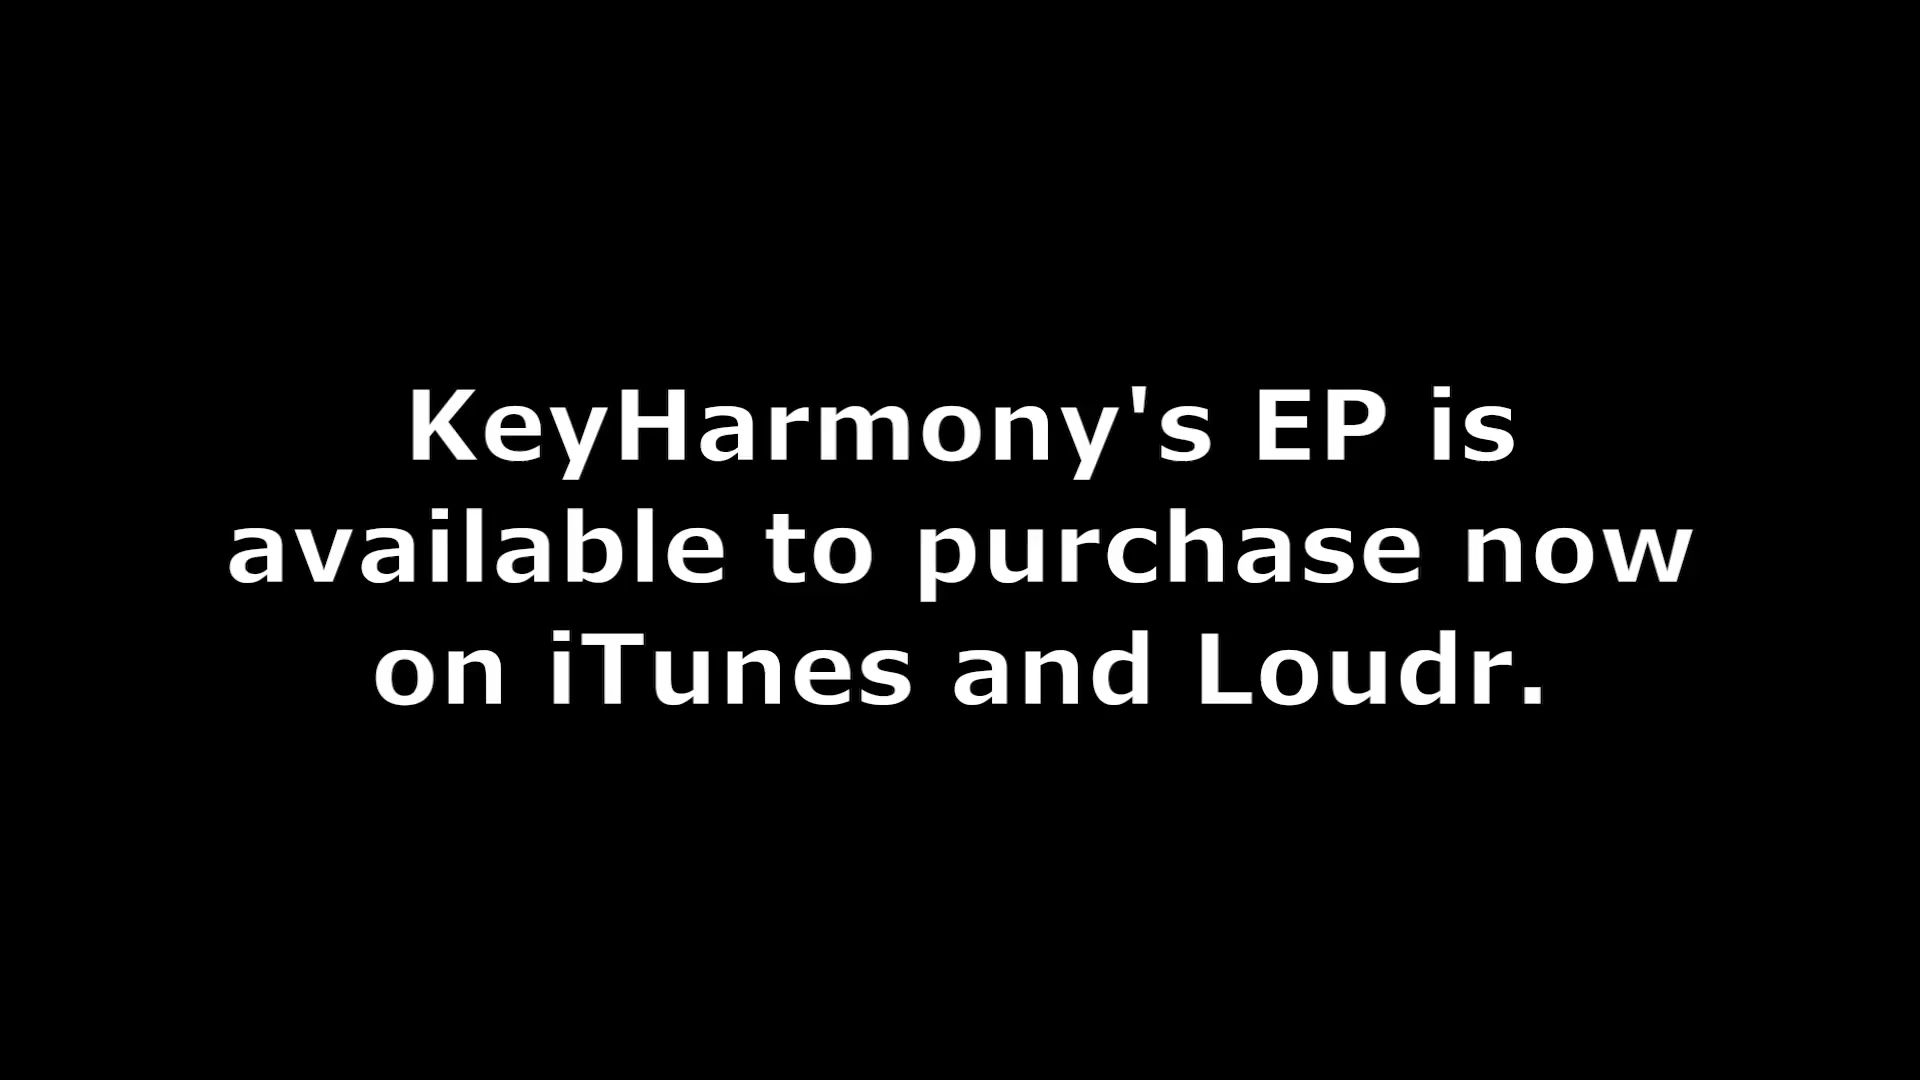 KeyHarmony's EP is
available to purchase now
on iTunes and Loudr.